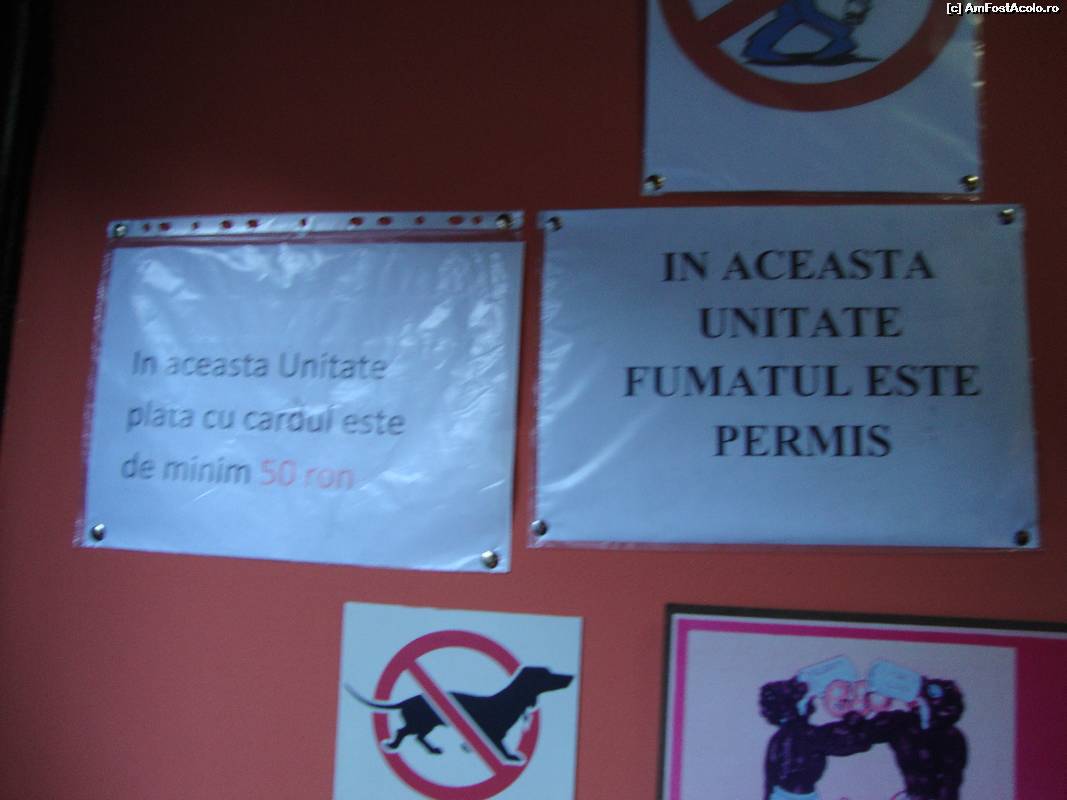 [c] AmFostAcolo.ro
In aceasta Unitate
plata cu cardul este
de minim 50 ron
IN ACEASTA
UNITATE
FUMATUL ESTE
PERMIS